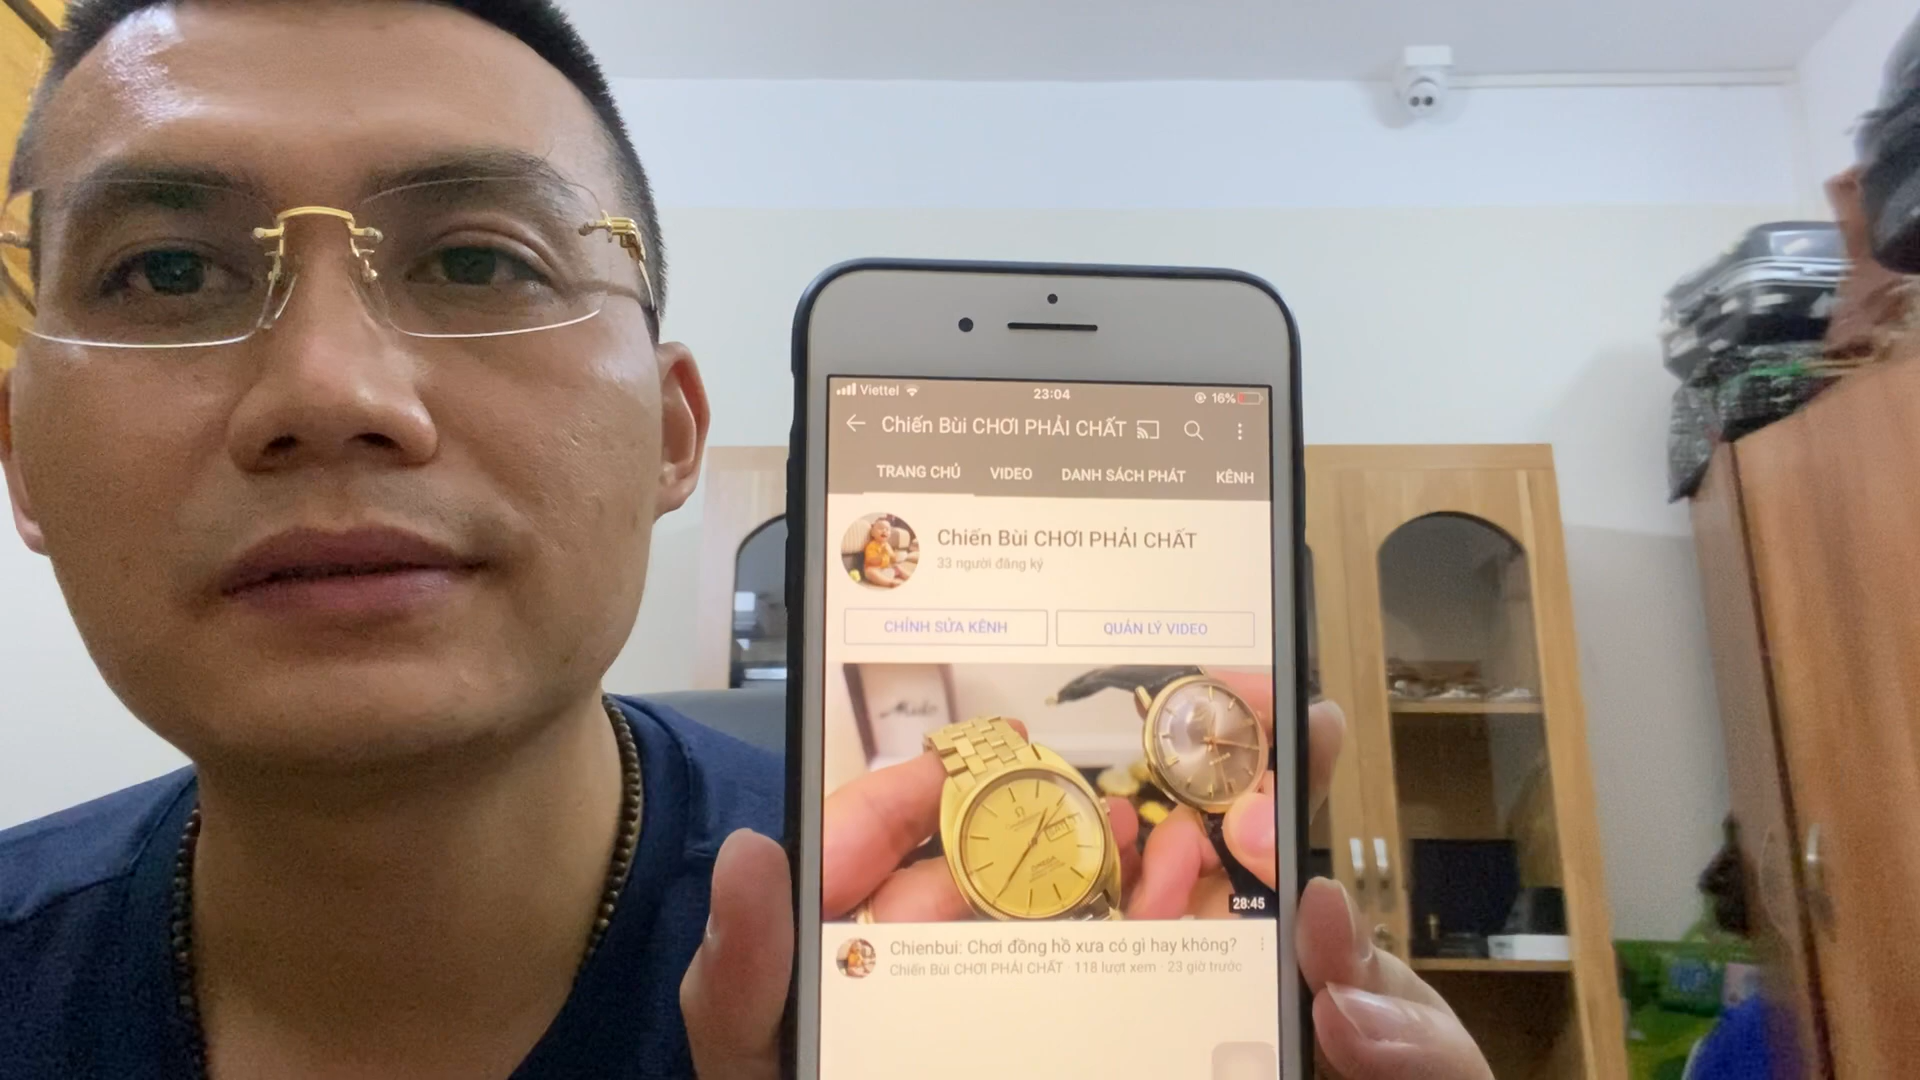 Viettel
23:04
16%
Chiến Bùi CHƠI PHẢI CHẤT
TRANG CHỦ VIDEO DANH SÁCH PHÁT KÊNH
Chiến Bùi CHƠI PHẢI CHẤT
33 người đăng ký
CHỈNH SỬA KÊNH
QUẢN LÝ VIDEO
Mido
OMEGA
28:45
Chienbui: Chơi đồng hồ xưa có gì hay không?
Chiến Bùi CHƠI PHẢI CHẤT · 118 lượt xem · 23 giờ trước